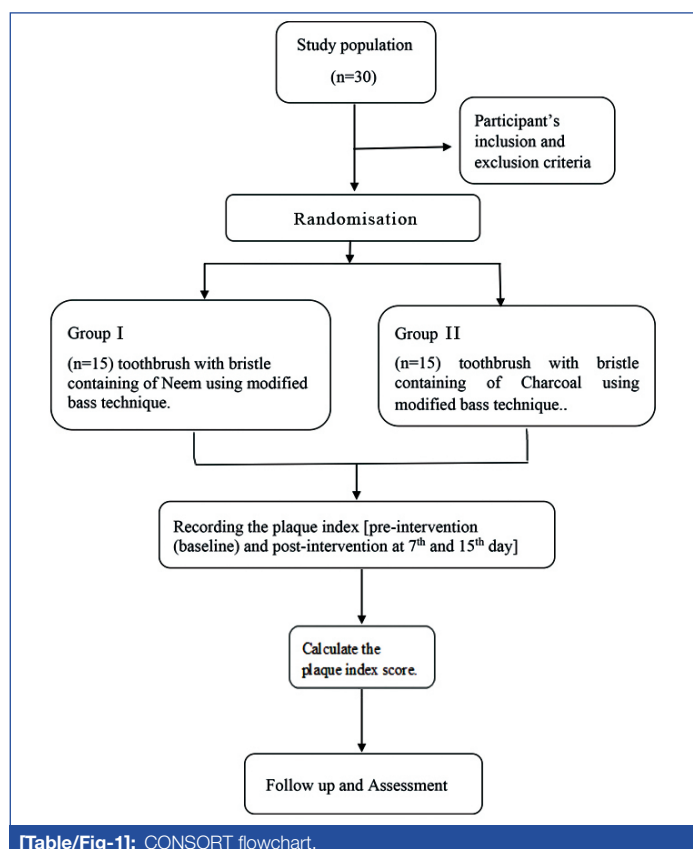 Study population
(n=30)
Participant's
inclusion and
exclusion criteria
Randomisation
Group I
(n=15) toothbrush with bristle
containing of Neem using modified
bass technique.
Group II
(n=15) toothbrush with bristle
containing of Charcoal using
modified bass technique..
Recording the plaque index [pre-intervention
(baseline) and post-intervention at 7th and 15th day]
Calculate the
plaque index score.
Follow up and Assessment
[Table/Fig-1]: CONSORT flowchart.